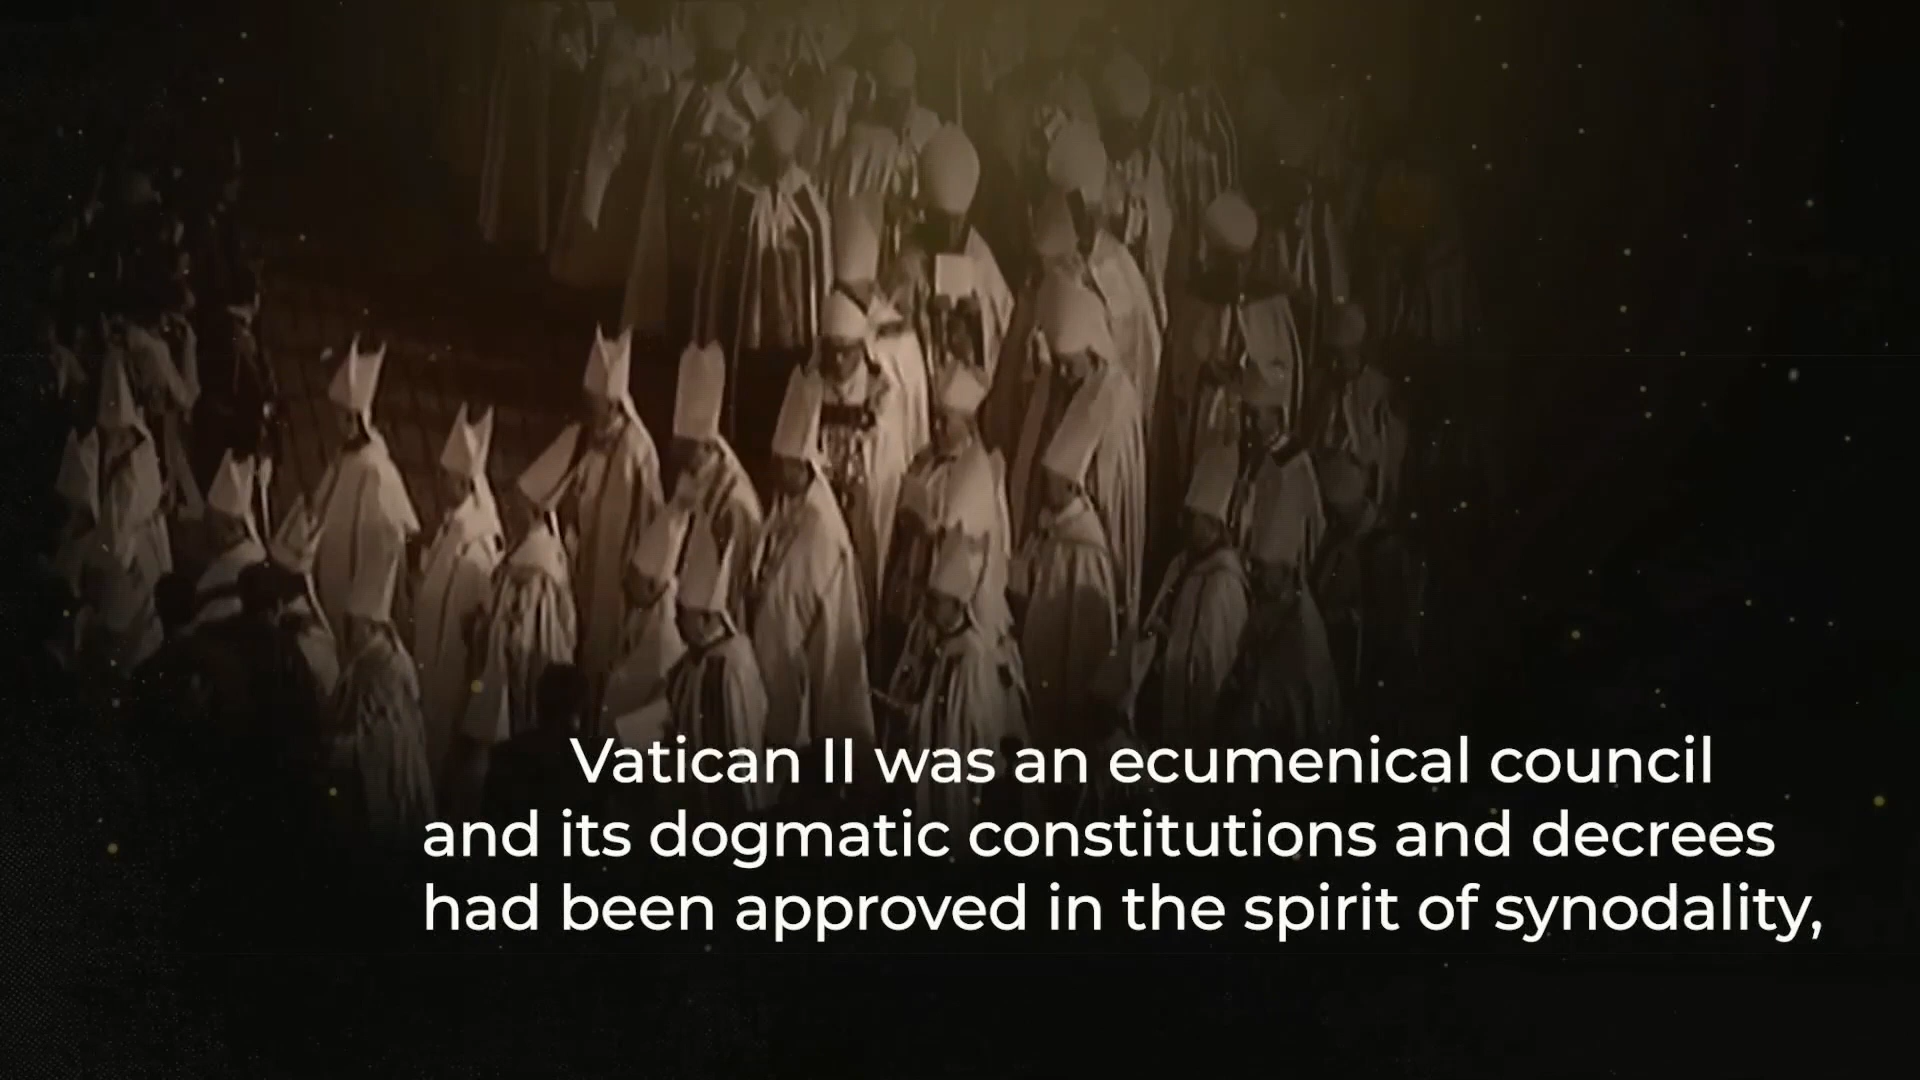 Vatican II was an ecumenical council
and its dogmatic constitutions and decrees
had been approved in the spirit of synodality,